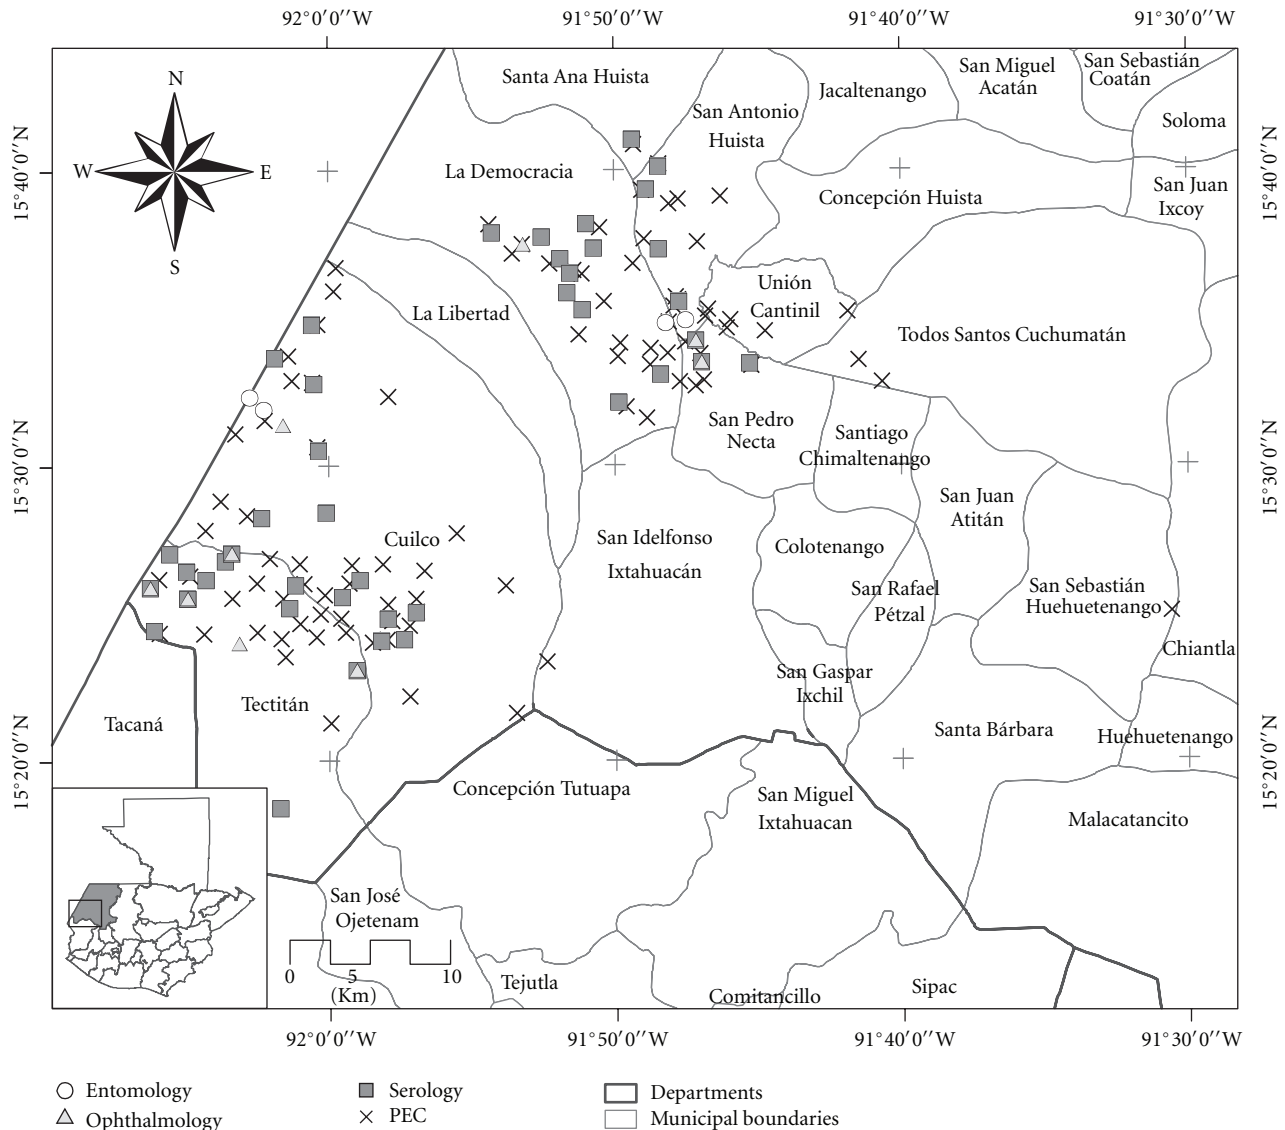 92°0′0′′W
91°50′0′′W
91°40′0′′W
91°30′0′′W
N
W
E
S
15°40′0′′N
15°30′0′′N
15°20′0′′N
15°40′0′′N
15°30′0′′N
15°20′0′′N
Santa Ana Huista
San Antonio
Huista
Jacaltenango
San Miguel
Acatán
San Sebastián
Coatán
Soloma
La Democracia
Concepción Huista
San Juan
Ixcoy
La Libertad
Unión
Cantinil
Todos Santos Cuchumatán
San Pedro
Necta
Santiago
Chimaltenango
San Juan
Atitán
Cuilco
San Idelfonso
Ixtahuacán
Colotenango
San Rafael
Pétzal
San Sebastián
Huehuetenango
Chiantla
San Gaspar
Ixchil
Tectitán
Tacaná
Santa Bárbara
Huehuetenango
Concepción Tutuapa
San Miguel
Ixtahuacan
Malacatancito
San José
Ojetenam
0
5
10
(Km)
Tejutla
Comitancillo
Sipac
92°0′0′′W
91°50′0′′W
91°40′0′′W
91°30′0′′W
Entomology
Ophthalmology
Serology
PEC
Departments
Municipal boundaries